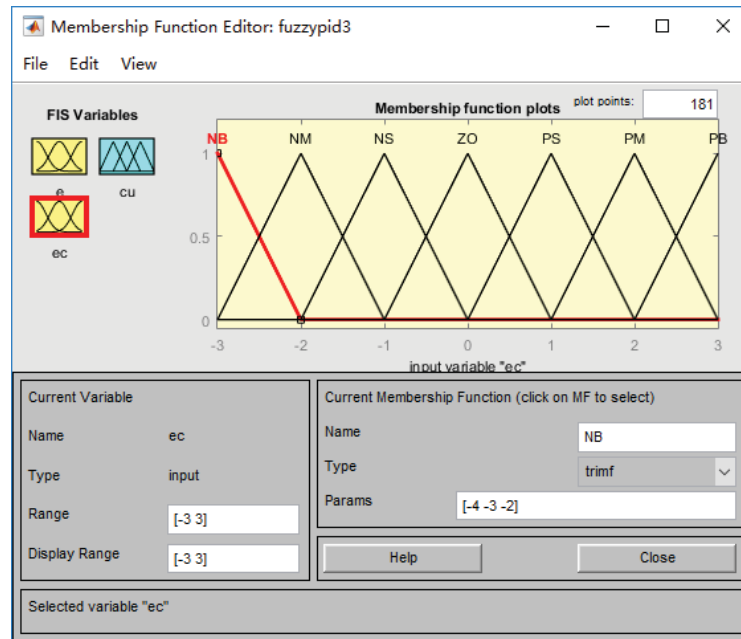 Membership Function Editor: fuzzypid3
File Edit View
FIS Variables
e
cu
ec
Membership function plots
plot points:
181
NB NM NS ZO PS PM PB
1
0.5
0
-3 -2 -1 0 1 2 3
input variable "ec"
Current Variable
Name ec
Type input
Range [-3 3]
Display Range [-3 3]
Current Membership Function (click on MF to select)
Name NB
Type trimf
Params [-4 -3 -2]
Help Close
Selected variable "ec"